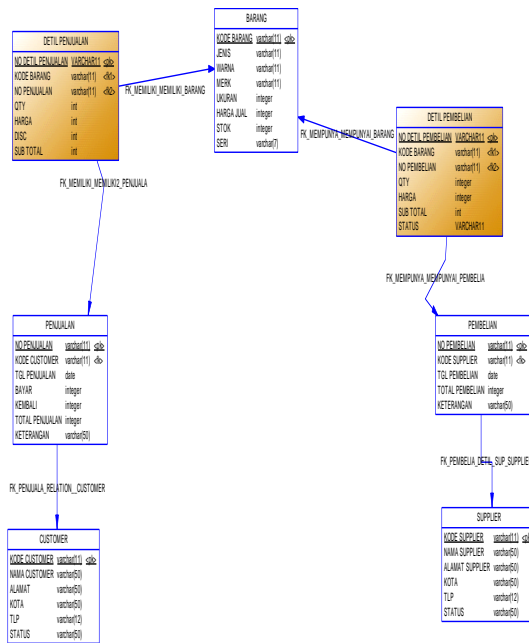 BARANG
KODE BARANG varchar(11) <pk>
JENIS varchar(11)
WARNA varchar(11)
MERK varchar(11)
UKURAN integer
HARGA JUAL integer
STOK integer
SERI varchar(7)
DETIL PENJUALAN
NO DETIL PENJUALAN VARCHAR11 <pk>
KODE BARANG varchar(11) <fk1>
NO PENJUALAN varchar(11) <fk2>
QTY int
HARGA int
DISC int
SUB TOTAL int
FK_MEMILIKI_MEMILIKI_BARANG
FK_MEMPUNYA_MEMPUNYAI_BARANG
DETIL PEMBELIAN
NO DETIL PEMBELIAN VARCHAR11 <pk>
KODE BARANG varchar(11) <fk1>
NO PEMBELIAN varchar(11) <fk2>
QTY integer
HARGA integer
SUB TOTAL int
STATUS VARCHAR11
FK_MEMILIKI_MEMILIKI2_PENJUALA
FK_MEMPUNYA_MEMPUNYAI_PEMBELIA
PENJUALAN
NO PENJUALAN varchar(11) <pk>
KODE CUSTOMER varchar(11) <fk>
TGL PENJUALAN date
BAYAR integer
KEMBALI integer
TOTAL PENJUALAN integer
KETERANGAN varchar(50)
PEMBELIAN
NO PEMBELIAN varchar(11) <pk>
KODE SUPPLIER varchar(11) <fk>
TGL PEMBELIAN date
TOTAL PEMBELIAN integer
KETERANGAN varchar(50)
FK_PENJUALA_RELATION__CUSTOMER
FK_PEMBELIA_DETIL_SUP_SUPPLIE
CUSTOMER
KODE CUSTOMER varchar(11) <pk>
NAMA CUSTOMER varchar(50)
ALAMAT varchar(50)
KOTA varchar(50)
TLP varchar(12)
STATUS varchar(50)
SUPPLIER
KODE SUPPLIER varchar(11) <p
NAMA SUPPLIER varchar(50)
ALAMAT SUPPLIER varchar(50)
KOTA varchar(50)
TLP varchar(12)
STATUS varchar(50)